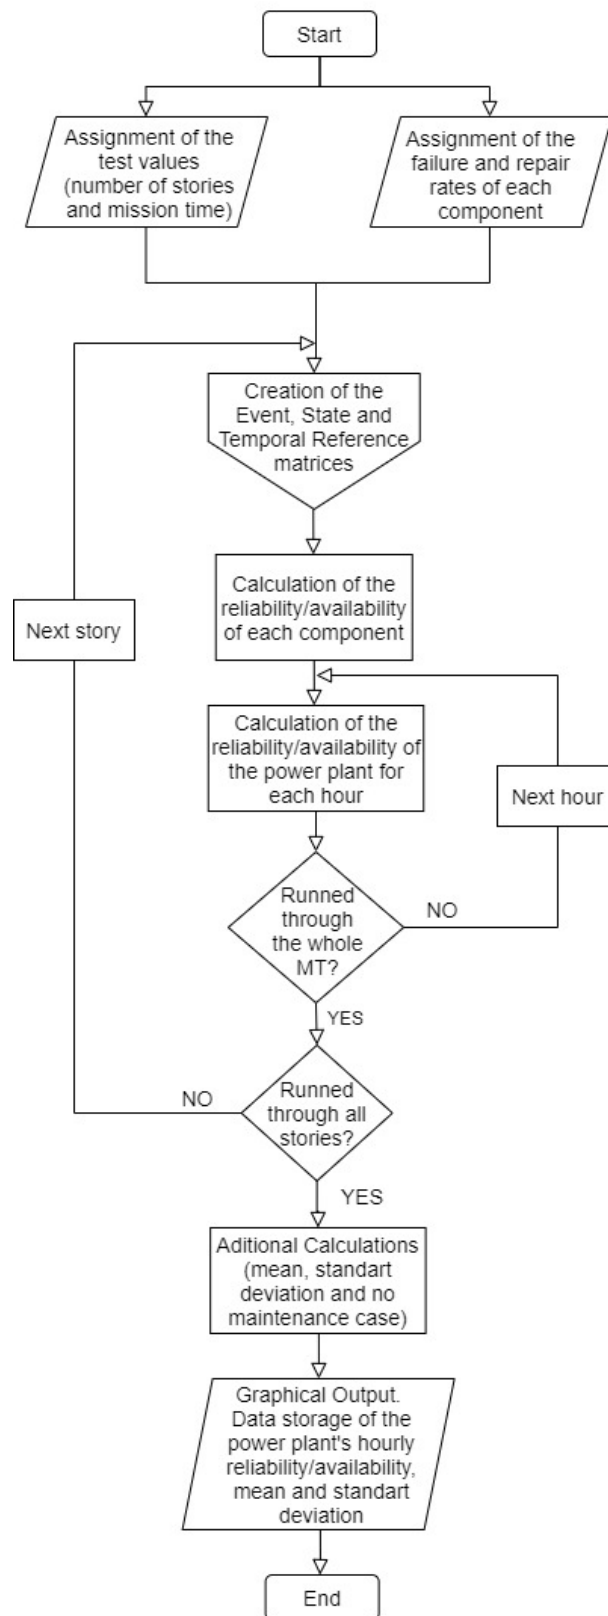 Start
Assignment of the
test values
(number of stories
and mission time)
Assignment of the
failure and repair
rates of each
component
Creation of the
Event, State and
Temporal Reference
matrices
Calculation of the
reliability/availability
of each component
Next story
Calculation of the
reliability/availability of
the power plant for
each hour
Next hour
Runned
through
the whole
MT?
NO
YES
Runned
through all
stories?
NO
YES
Aditional Calculations
(mean, standart
deviation and no
maintenance case)
Graphical Output.
Data storage of the
power plant's hourly
reliability/availability,
mean and standart
deviation
End